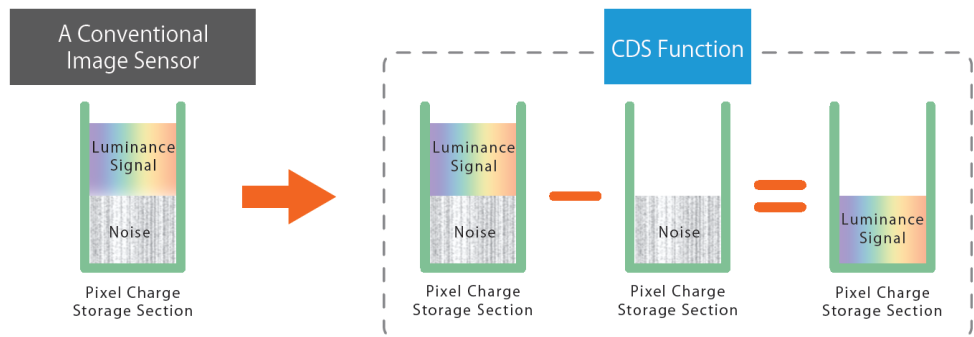 A Conventional
Image Sensor
CDS Function
Luminance
Signal
Noise
Pixel Charge
Storage Section
Luminance
Signal
Noise
Pixel Charge
Storage Section
Noise
Pixel Charge
Storage Section
Luminance
Signal
Pixel Charge
Storage Section